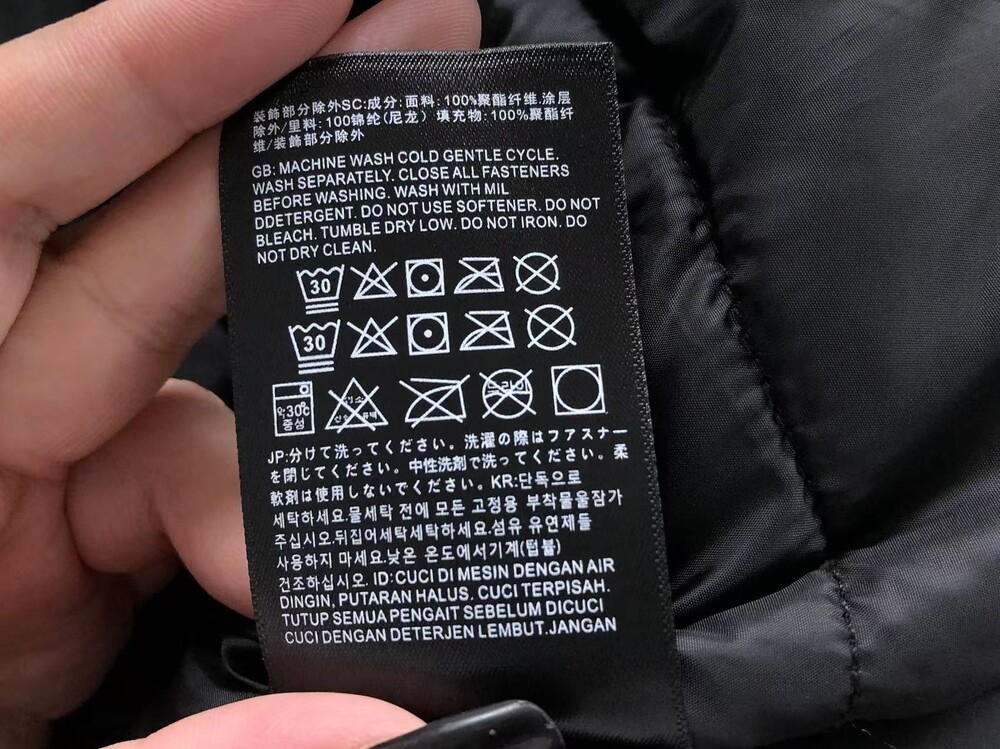 装飾部分除外SC:成分:面料:100%聚酯纤维.涂层
除外/里料:100锦纶(尼龙) 填充物:100%聚酯纤
维/装飾部分除外
GB: MACHINE WASH COLD GENTLE CYCLE.
WASH SEPARATELY. CLOSE ALL FASTENERS
BEFORE WASHING. WASH WITH MIL
DDETERGENT. DO NOT USE SOFTENER. DO NOT
BLEACH. TUMBLE DRY LOW. DO NOT IRON. DO
NOT DRY CLEAN.
30
30
약30℃
중성
JP:分けて洗ってください。洗濯の際はフアスナー
を閉じてください。中性洗剤で洗ってください。柔
軟剤は使用しないでください。KR:단독으로
세탁하세요.물세탁 전에 모든 고정용 부착물을잠가
주십시오.뒤집어세탁세탁하세요.섬유 유연제들
사용하지 마세요.낮온 온도에서기계(텀블)
건조하십시오. ID:CUCI DI MESIN DENGAN AIR
DINGIN, PUTARAN HALUS. CUCI TERPISAH.
TUTUP SEMUA PENGAIT SEBELUM DICUCI
CUCI DENGAN DETERJEN LEMBUT.JANGAN